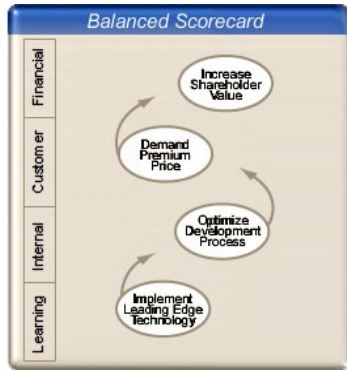 Balanced Scorecard
Financial
Increase
Shareholder
Value
Customer
Demand
Premium
Price
Internal
Optimize
Development
Process
Learning
Implement
Leading Edge
Technology